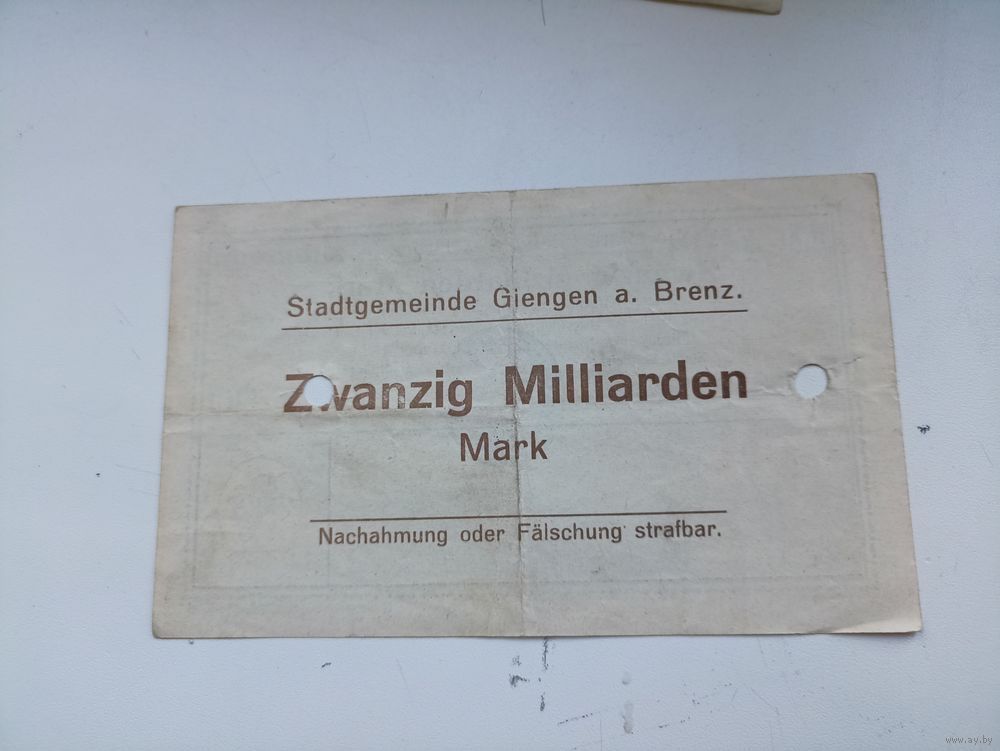 Stadtgemeinde Giengen a. Brenz.
Zwanzig Milliarden
Mark
Nachahmung oder Fälschung strafbar.
www.ay.by